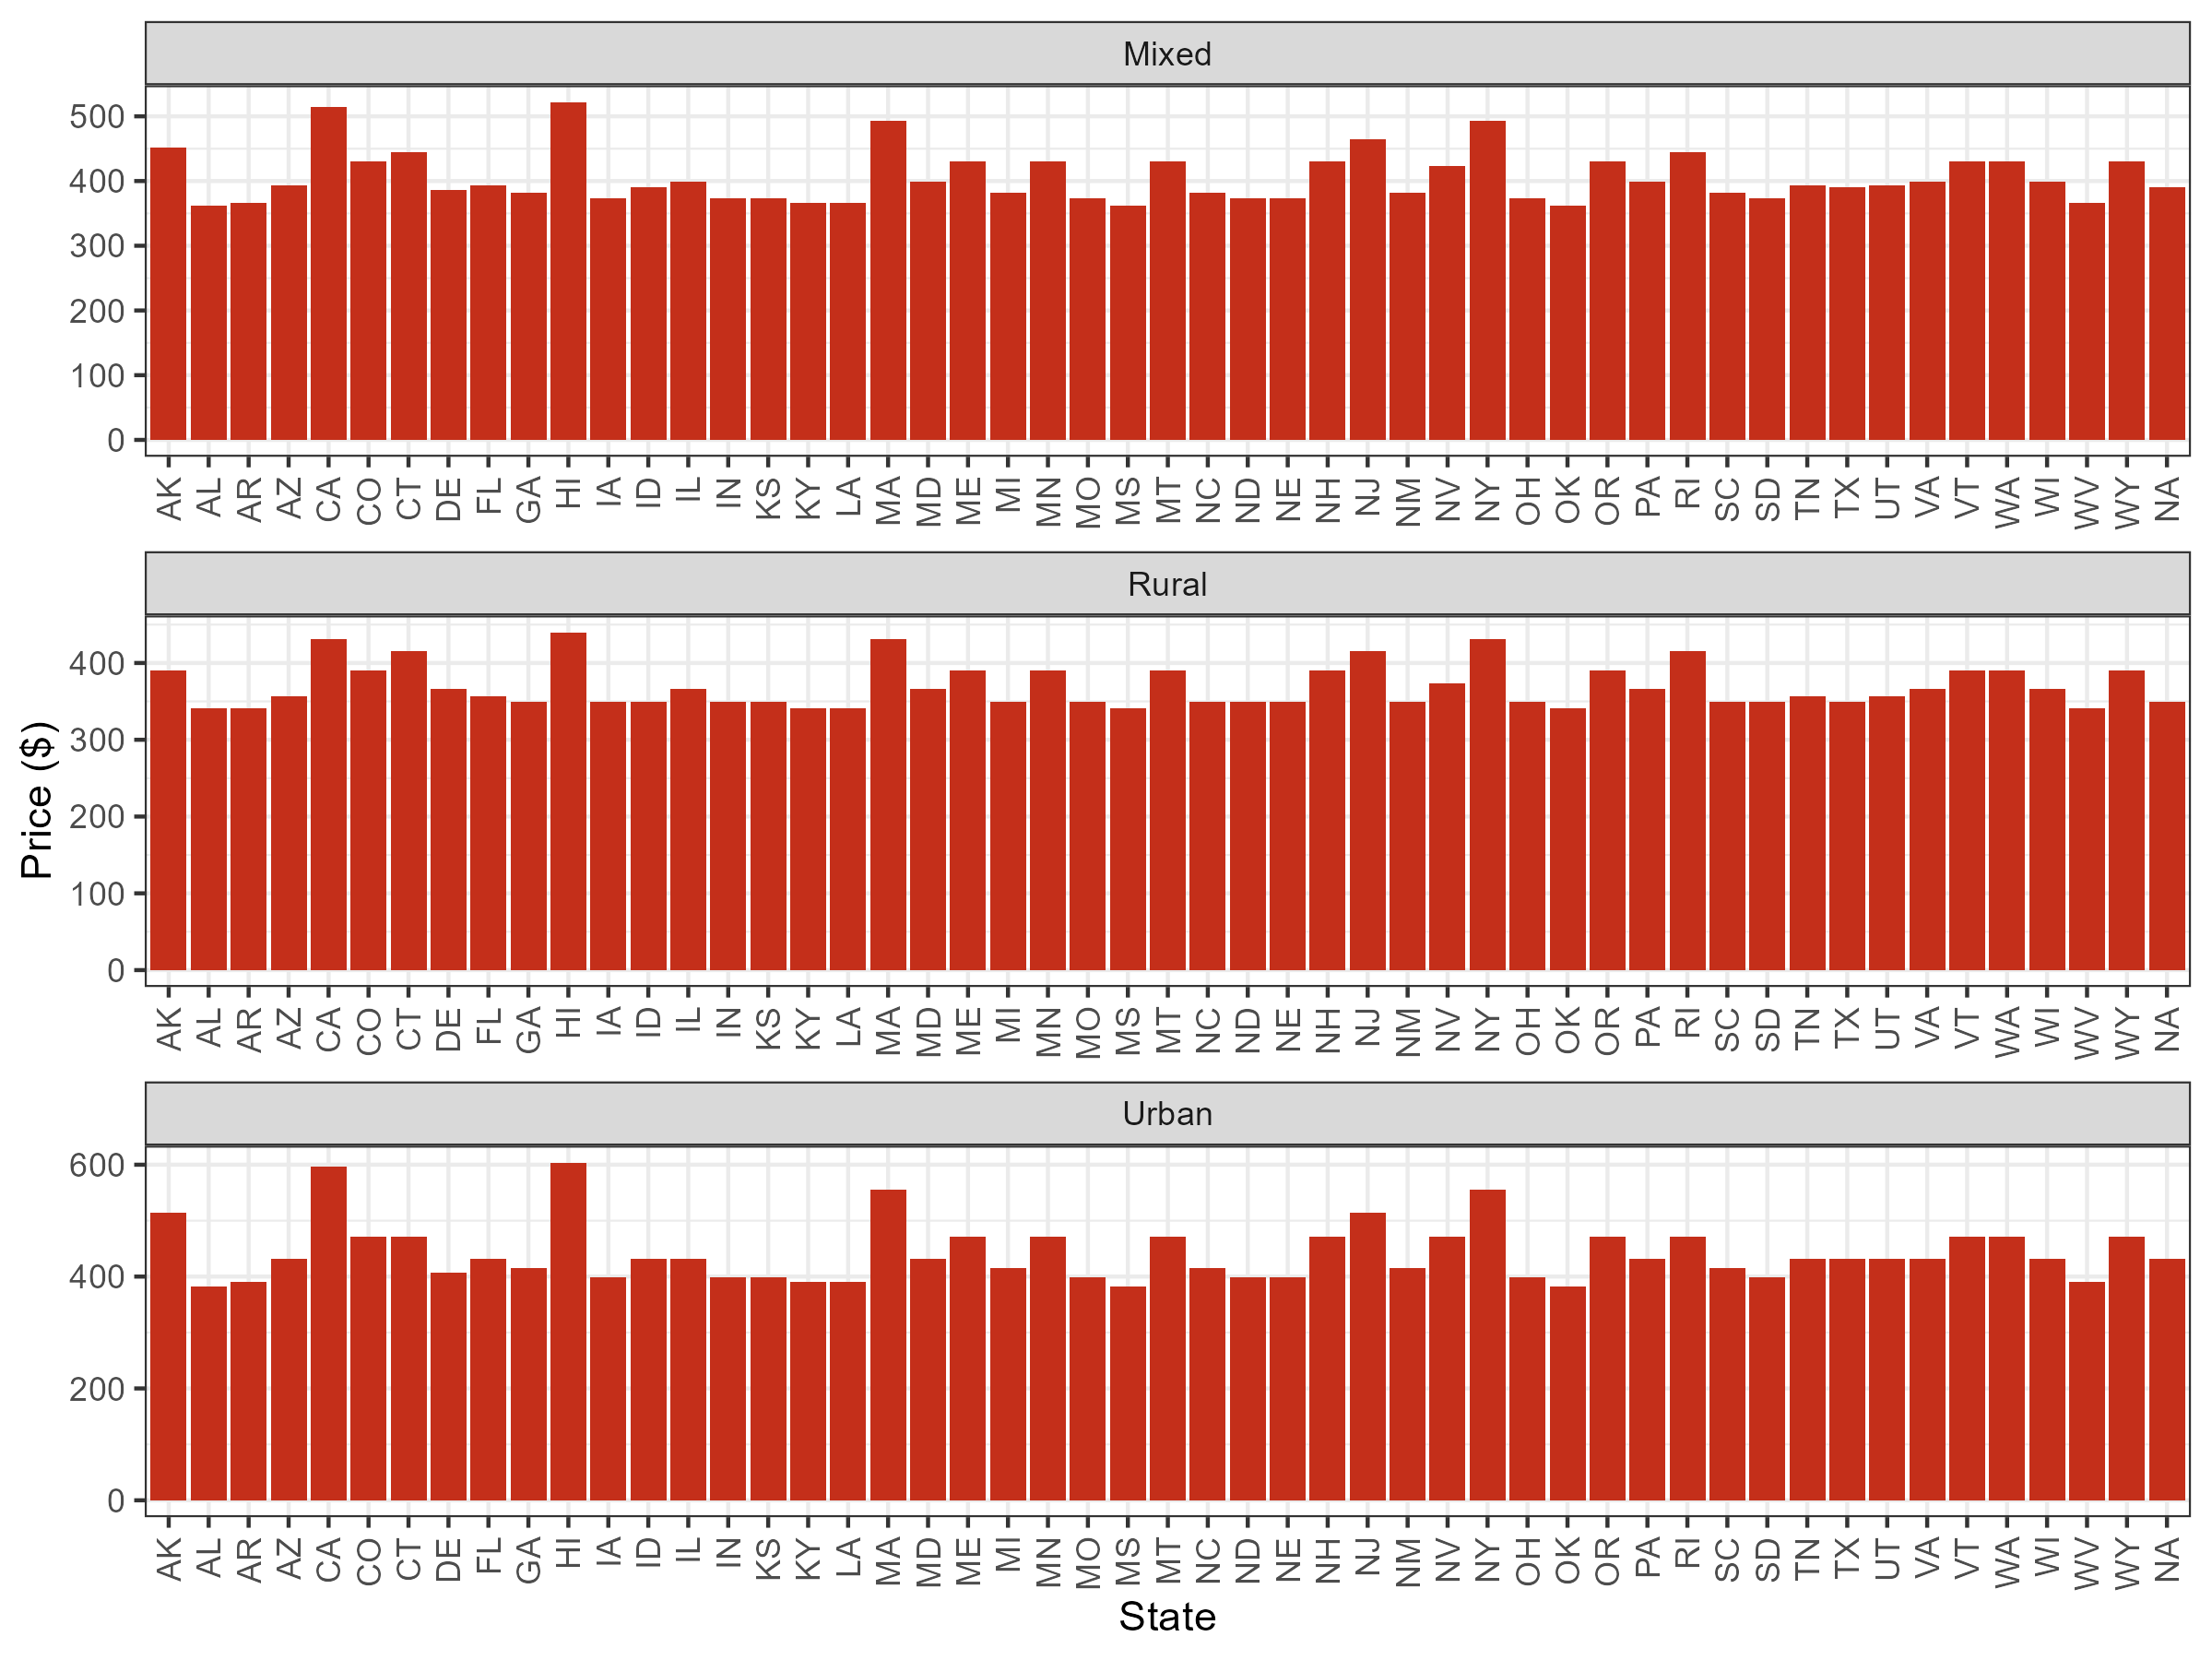 Mixed
500
400
300
200
100
0
AK AL AR AZ CA CO CT DE FL GA HI IA ID IL IN KS KY LA MA MD ME MI MN MO MS MT NC ND NE NH NJ NM NV NY OH OK OR PA RI SC SD TN TX UT VA VT WA WI WV WY NA
Price ($)
Rural
400
300
200
100
0
AK AL AR AZ CA CO CT DE FL GA HI IA ID IL IN KS KY LA MA MD ME MI MN MO MS MT NC ND NE NH NJ NM NV NY OH OK OR PA RI SC SD TN TX UT VA VT WA WI WV WY NA
Urban
600
400
200
0
AK AL AR AZ CA CO CT DE FL GA HI IA ID IL IN KS KY LA MA MD ME MI MN MO MS MT NC ND NE NH NJ NM NV NY OH OK OR PA RI SC SD TN TX UT VA VT WA WI WV WY NA
State